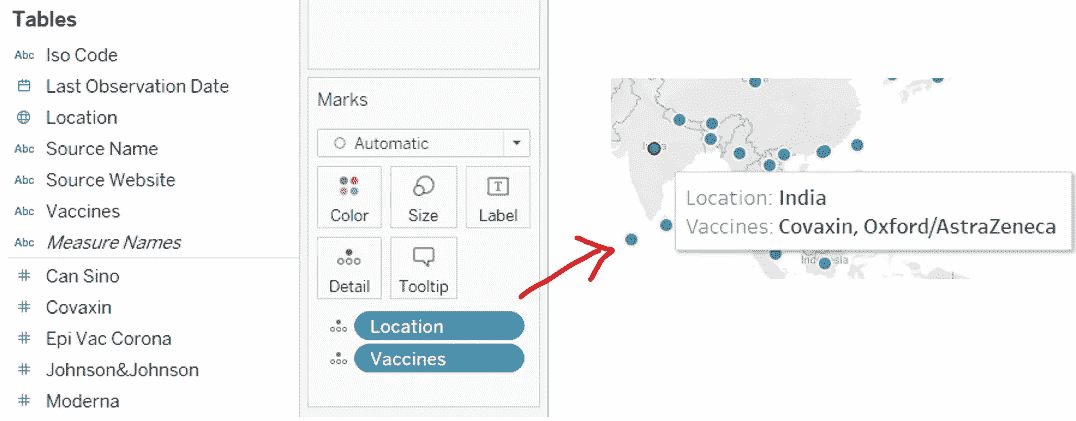 Tables
Abc Iso Code
Last Observation Date
Location
Abc Source Name
Abc Source Website
Abc Vaccines
Abc Measure Names
# Can Sino
# Covaxin
# Epi Vac Corona
# Johnson&Johnson
# Moderna
Marks
Automatic
Color Size Label
Detail Tooltip
Location
Vaccines
Location: India
Vaccines: Covaxin, Oxford/AstraZeneca